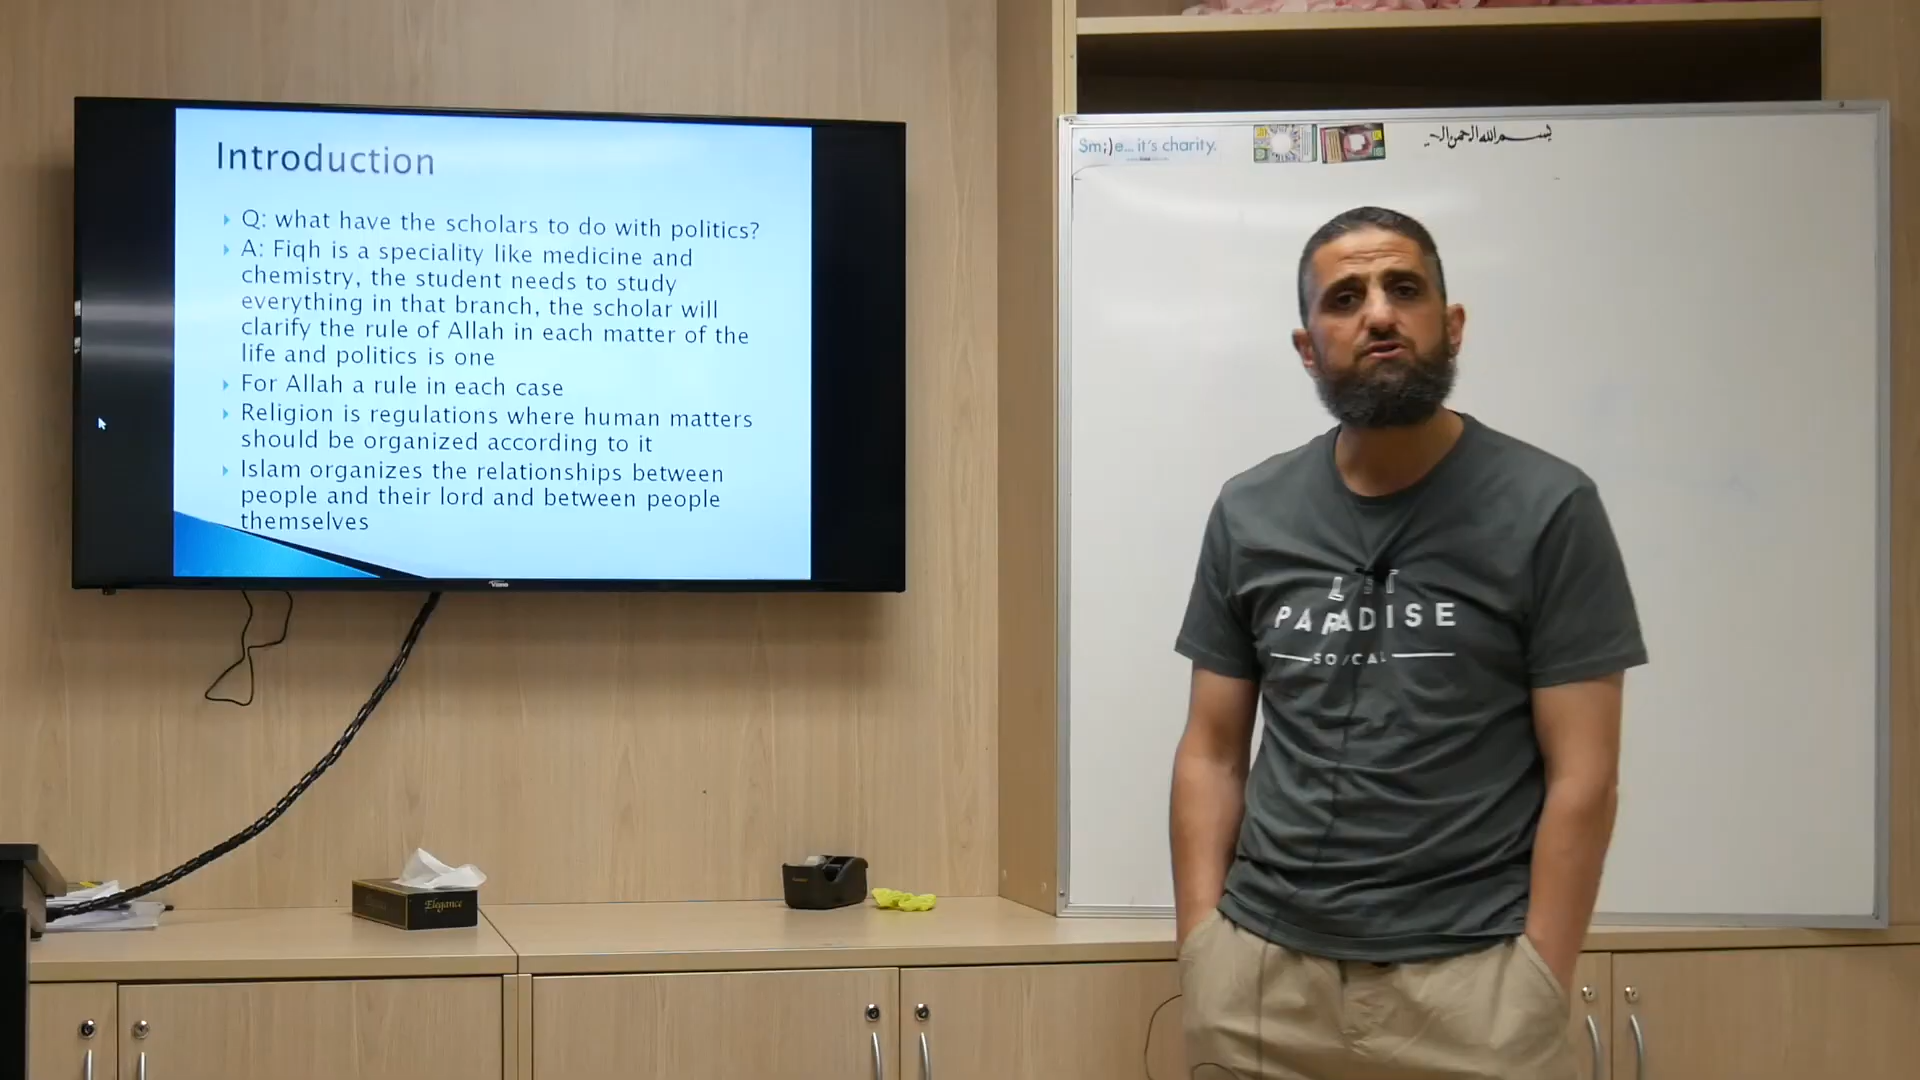 Introduction
Q: what have the scholars to do with politics?
A: Fiqh is a speciality like medicine and
chemistry, the student needs to study
everything in that branch, the scholar will
clarify the rule of Allah in each matter of the
life and politics is one
For Allah a rule in each case
Religion is regulations where human matters
should be organized according to it
Islam organizes the relationships between
people and their lord and between people
themselves
Sm;)e... it's charity.
بسم الله الرحمن
PARADISE
SO/CAL
Elegance